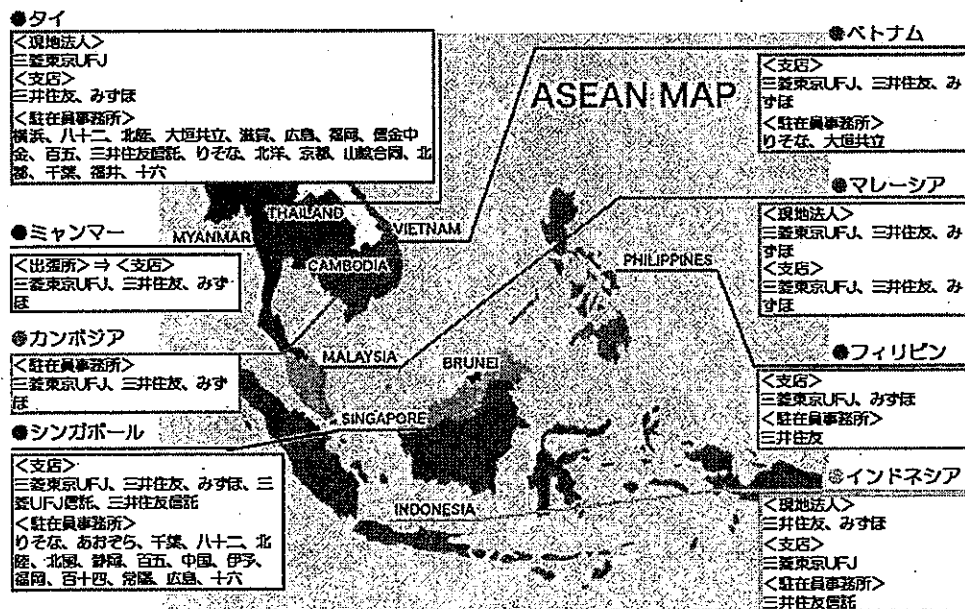 ●タイ
<現地法人>
三菱東京UFJ
<支店>
三井住友、みずほ
<駐在員事務所>
横浜、八十二、北陸、大垣共立、滋賀、広島、福岡、信金中
金、百五、三井住友信託、りそな、北洋、京都、山陰合同、北
都、千葉、福井、十六
●ミャンマー
<出張所>⇒<支店>
三菱東京UFJ、三井住友、みず
ほ
●カンボジア
<駐在員事務所>
三菱東京UFJ、三井住友、みず
ほ
●シンガポール
<支店>
三菱東京UFJ、三井住友、みずほ、三
菱UFJ信託、三井住友信託
<駐在員事務所>
りそな、あおぞら、千葉、八十二、北
陸、北國、静岡、百五、中国、伊予、
福岡、百十四、常陽、広島、十六
ASEAN MAP
THAILAND
MYANMAR
VIETNAM
CAMBODIA
PHILIPPINES
MALAYSIA
BRUNEI
SINGAPORE
INDONESIA
●ベトナム
<支店>
三菱東京UFJ、三井住友、み
ずほ
<駐在員事務所>
りそな、大垣共立
●マレーシア
<現地法人>
三菱東京UFJ、三井住友、み
ずほ
<支店>
三菱東京UFJ、三井住友、み
ずほ
●フィリピン
<支店>
三菱東京UFJ、みずほ
<駐在員事務所>
三井住友
●インドネシア
<現地法人>
三井住友、みずほ
<支店>
三菱東京UFJ
<駐在員事務所>
三井住友信託